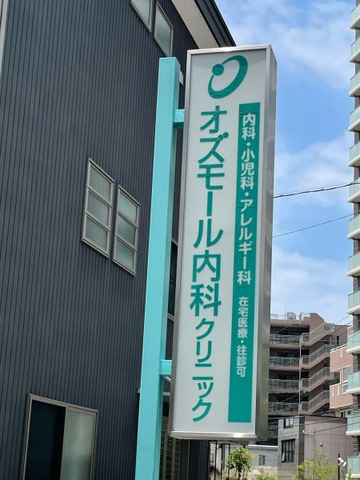 内科・小児科・アレルギー科 在宅医療・往診可
オズモール内科クリニック